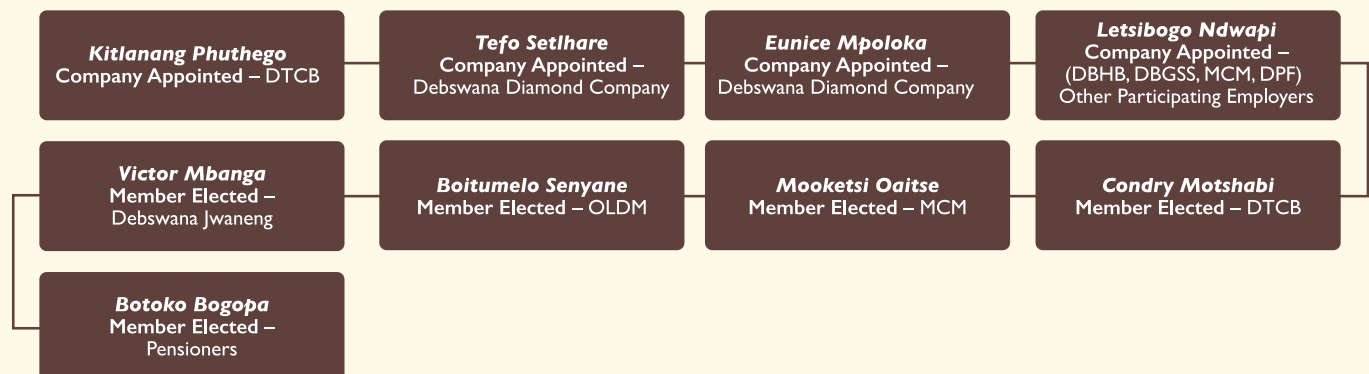 Kitlanang Phuthego
Company Appointed – DTCB
Tefo Setlhare
Company Appointed –
Debswana Diamond Company
Eunice Mpoloka
Company Appointed –
Debswana Diamond Company
Letsibogo Ndwapi
Company Appointed –
(DBHB, DBGSS, MCM, DPF)
Other Participating Employers
Victor Mbanga
Member Elected –
Debswana Jwaneng
Boitumelo Senyane
Member Elected – OLDM
Mooketsi Oaitse
Member Elected – MCM
Condry Motshabi
Member Elected – DTCB
Botoko Bogopa
Member Elected –
Pensioners